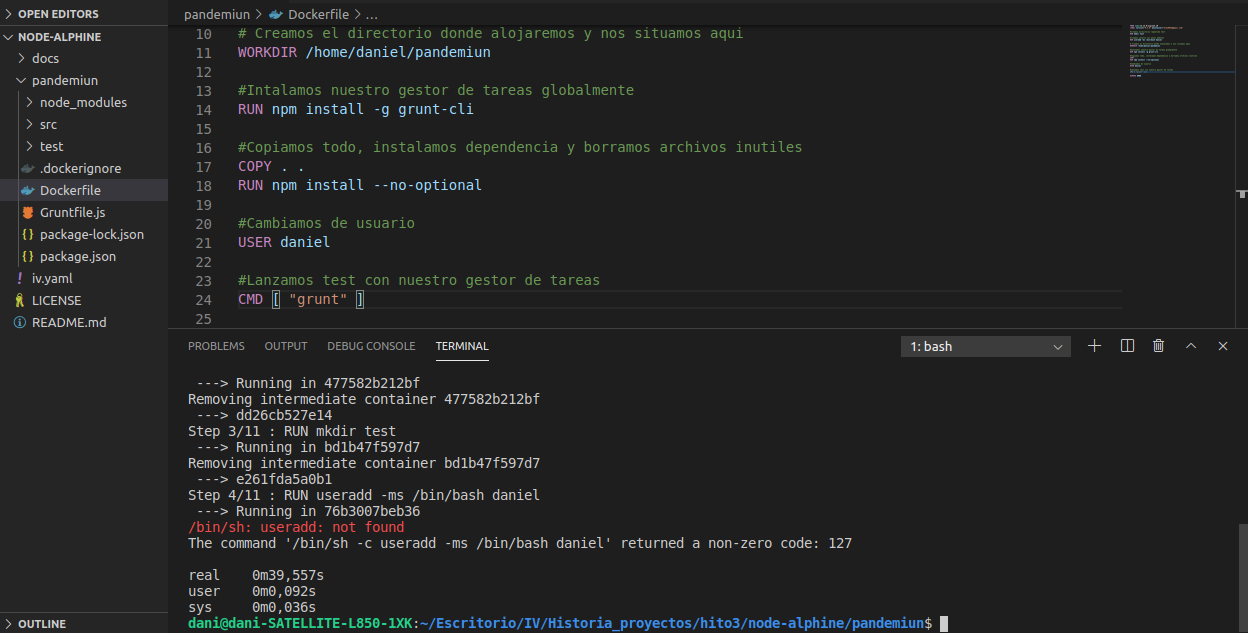 OPEN EDITORS
NODE-ALPHINE
docs
pandemiun
node_modules
src
test
.dockerignore
Dockerfile
Gruntfile.js
package-lock.json
package.json
iv.yaml
LICENSE
README.md
OUTLINE
pandemiun > Dockerfile > ...
10 # Creamos el directorio donde alojaremos y nos situamos aqui
11 WORKDIR /home/daniel/pandemiun
12
13 #Intalamos nuestro gestor de tareas globalmente
14 RUN npm install -g grunt-cli
15
16 #Copiamos todo, instalamos dependencia y borramos archivos inutiles
17 COPY . .
18 RUN npm install --no-optional
19
20 #Cambiamos de usuario
21 USER daniel
22
23 #Lanzamos test con nuestro gestor de tareas
24 CMD [ "grunt" ]
25
PROBLEMS OUTPUT DEBUG CONSOLE TERMINAL 1: bash
---> Running in 477582b212bf
Removing intermediate container 477582b212bf
---> dd26cb527e14
Step 3/11 : RUN mkdir test
---> Running in bd1b47f597d7
Removing intermediate container bd1b47f597d7
---> e261fda5a0b1
Step 4/11 : RUN useradd -ms /bin/bash daniel
---> Running in 76b3007beb36
/bin/sh: useradd: not found
The command '/bin/sh -c useradd -ms /bin/bash daniel' returned a non-zero code: 127
real 0m39,557s
user 0m0,092s
sys 0m0,036s
dani@dani-SATELLITE-L850-1XK:~/Escritorio/IV/Historia_proyectos/hito3/node-alphine/pandemiun$